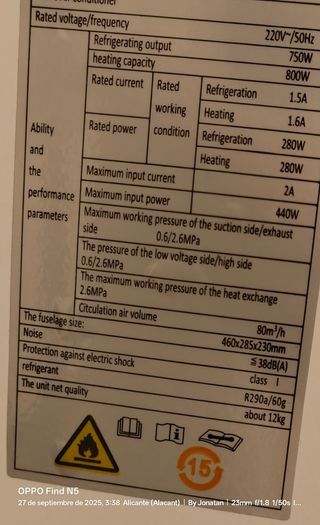 conditioner
Rated voltage/frequency 220V~/50Hz
Refrigerating output 750W
heating capacity 800W
Rated current Rated working condition Refrigeration 1.5A
Heating 1.6A
Rated power Refrigeration 280W
Heating 280W
Ability and the performance parameters
Maximum input current 2A
Maximum input power 440W
Maximum working pressure of the suction side/exhaust
side 0.6/2.6MPa
The pressure of the low voltage side/high side
0.6/2.6MPa
The maximum working pressure of the heat exchange
2.6MPa
Citculation air volume 80m³/h
The fuselage size: 460x285x230mm
Noise ≦38dB(A)
Protection against electric shock class I
refrigerant R290a/60g
The unit net quality about 12kg
15
OPPO Find N5
27 de septiembre de 2025, 3:38 Alicante (Alacant) | By Jonatan | 23mm f/1.8 1/50s I...